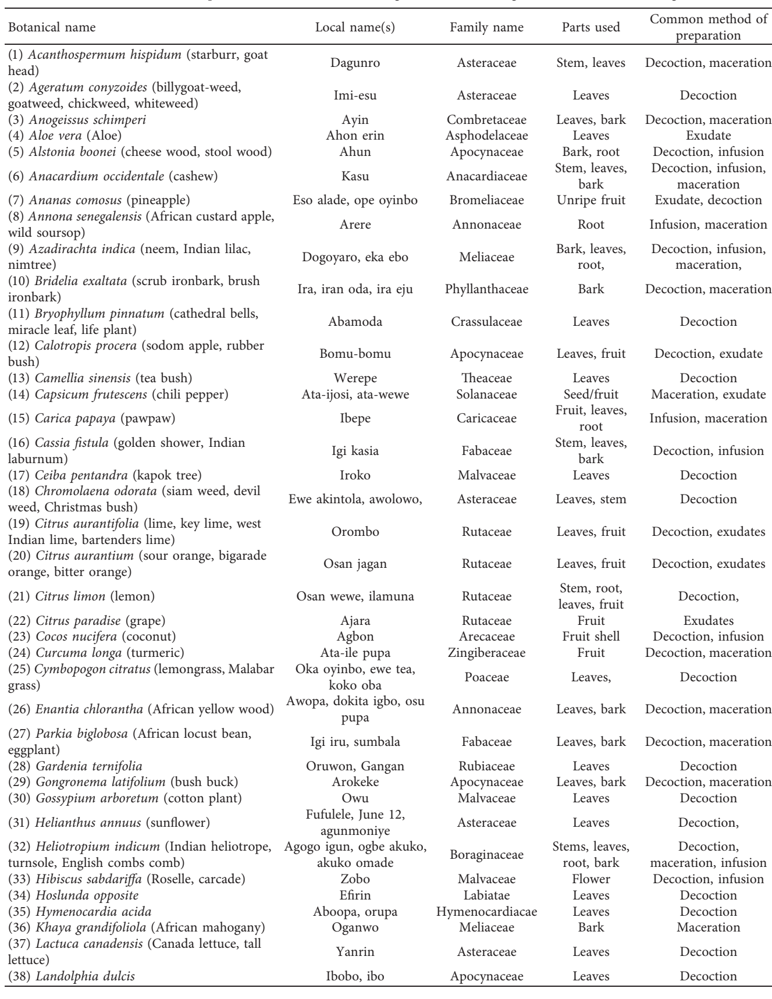 Botanical name Local name(s) Family name Parts used Common method of
preparation
(1) Acanthospermum hispidum (starburr, goat
head) Dagunro Asteraceae Stem, leaves Decoction, maceration
(2) Ageratum conyzoides (billygoat-weed,
goatweed, chickweed, whiteweed) Imi-esu Asteraceae Leaves Decoction
(3) Anogeissus schimperi Ayin Combretaceae Leaves, bark Decoction, maceration
(4) Aloe vera (Aloe) Ahon erin Asphodelaceae Leaves Exudate
(5) Alstonia boonei (cheese wood, stool wood) Ahun Apocynaceae Bark, root Decoction, infusion
(6) Anacardium occidentale (cashew) Kasu Anacardiaceae Stem, leaves, Decoction, infusion,
bark maceration
(7) Ananas comosus (pineapple) Eso alade, ope oyinbo Bromeliaceae Unripe fruit Exudate, decoction
(8) Annona senegalensis (African custard apple,
wild soursop) Arere Annonaceae Root Infusion, maceration
(9) Azadirachta indica (neem, Indian lilac,
nimtree) Dogoyaro, eka ebo Meliaceae Bark, leaves, Decoction, infusion,
root, maceration,
(10) Bridelia exaltata (scrub ironbark, brush
ironbark) Ira, iran oda, ira eju Phyllanthaceae Bark Decoction, maceration
(11) Bryophyllum pinnatum (cathedral bells,
miracle leaf, life plant) Abamoda Crassulaceae Leaves Decoction
(12) Calotropis procera (sodom apple, rubber
bush) Bomu-bomu Apocynaceae Leaves, fruit Decoction, exudate
(13) Camellia sinensis (tea bush) Werepe Theaceae Leaves Decoction
(14) Capsicum frutescens (chili pepper) Ata-ijosi, ata-wewe Solanaceae Seed/fruit Maceration, exudate
(15) Carica papaya (pawpaw) Ibepe Caricaceae Fruit, leaves, Infusion, maceration
root
(16) Cassia fistula (golden shower, Indian
laburnum) Igi kasia Fabaceae Stem, leaves, Decoction, infusion
bark
(17) Ceiba pentandra (kapok tree) Iroko Malvaceae Leaves Decoction
(18) Chromolaena odorata (siam weed, devil
weed, Christmas bush) Ewe akintola, awolowo, Asteraceae Leaves, stem Decoction
(19) Citrus aurantifolia (lime, key lime, west
Indian lime, bartenders lime) Orombo Rutaceae Leaves, fruit Decoction, exudates
(20) Citrus aurantium (sour orange, bigarade
orange, bitter orange) Osan jagan Rutaceae Leaves, fruit Decoction, exudates
(21) Citrus limon (lemon) Osan wewe, ilamuna Rutaceae Stem, root, Decoction,
leaves, fruit
(22) Citrus paradise (grape) Ajara Rutaceae Fruit Exudates
(23) Cocos nucifera (coconut) Agbon Arecaceae Fruit shell Decoction, infusion
(24) Curcuma longa (turmeric) Ata-ile pupa Zingiberaceae Fruit Decoction, maceration
(25) Cymbopogon citratus (lemongrass, Malabar Oka oyinbo, ewe tea,
grass) koko oba Poaceae Leaves, Decoction
(26) Enantia chlorantha (African yellow wood) Awopa, dokita igbo, osu Annonaceae Leaves, bark Decoction, maceration
pupa
(27) Parkia biglobosa (African locust bean,
eggplant) Igi iru, sumbala Fabaceae Leaves, bark Decoction, maceration
(28) Gardenia ternifolia Oruwon, Gangan Rubiaceae Leaves Decoction
(29) Gongronema latifolium (bush buck) Arokeke Apocynaceae Leaves, bark Decoction, maceration
(30) Gossypium arboretum (cotton plant) Owu Malvaceae Leaves Decoction
(31) Helianthus annuus (sunflower) Fufulele, June 12, Asteraceae Leaves Decoction,
agunmoniye
(32) Heliotropium indicum (Indian heliotrope, Agogo igun, ogbe akuko, Boraginaceae Stems, leaves, Decoction,
turnsole, English combs comb) akuko omade root, bark maceration, infusion
(33) Hibiscus sabdariffa (Roselle, carcade) Zobo Malvaceae Flower Decoction, infusion
(34) Hoslunda opposite Efirin Labiatae Leaves Decoction
(35) Hymenocardia acida Aboopa, orupa Hymenocardiacae Leaves Decoction
(36) Khaya grandifoliola (African mahogany) Oganwo Meliaceae Bark Maceration
(37) Lactuca canadensis (Canada lettuce, tall
lettuce) Yanrin Asteraceae Leaves Decoction
(38) Landolphia dulcis Ibobo, ibo Apocynaceae Leaves Decoction